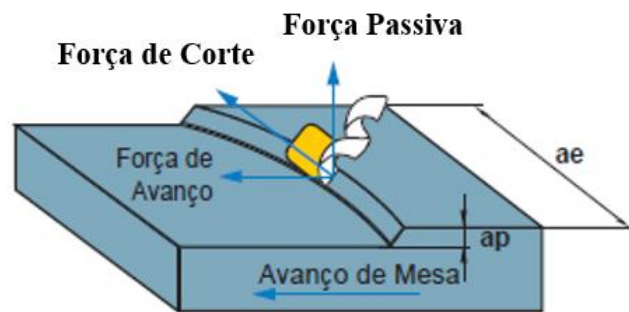 Força Passiva
Força de Corte
Força de
Avanço
ae
ap
Avanço de Mesa